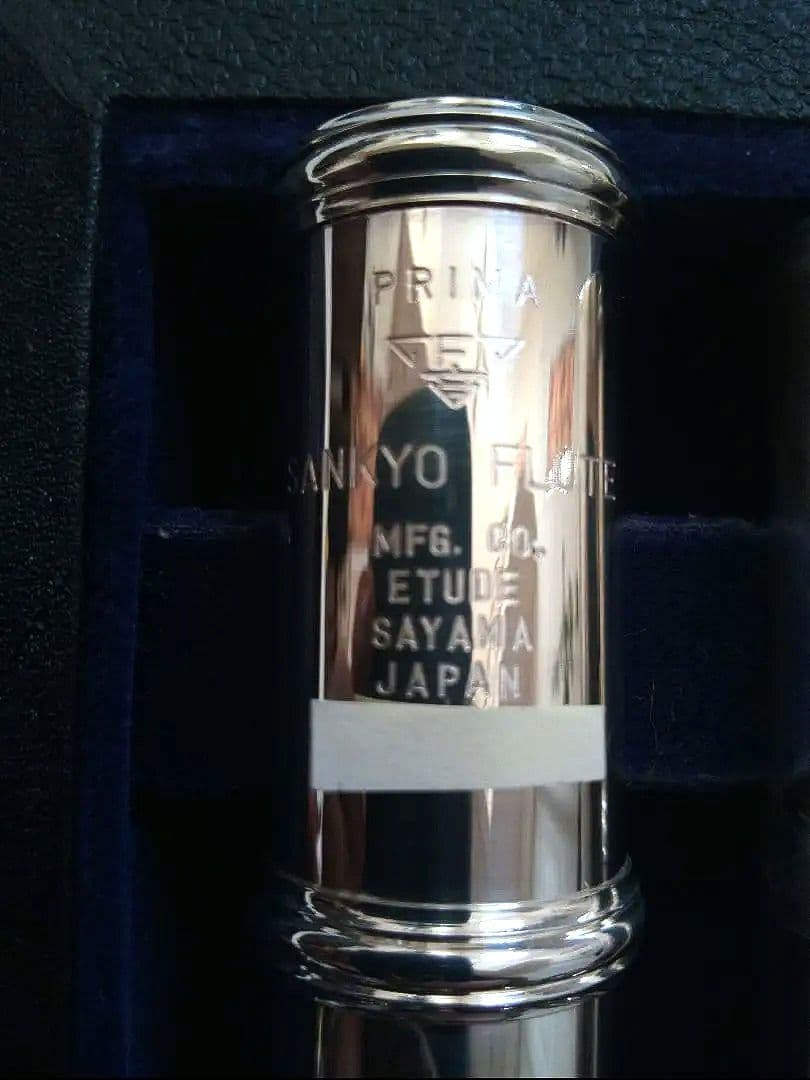 PRIMA
SANKYO FLUTE
MFG. CO.
ETUDE
SAYAMA
JAPAN